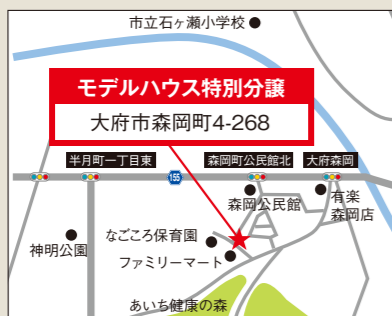 市立石ヶ瀬小学校
モデルハウス特別分譲
大府市森岡町4-268
半月町一丁目東
155
森岡町公民館北
大府森岡
森岡公民館
有楽
森岡店
神明公園
なごころ保育園
ファミリーマート
あいち健康の森